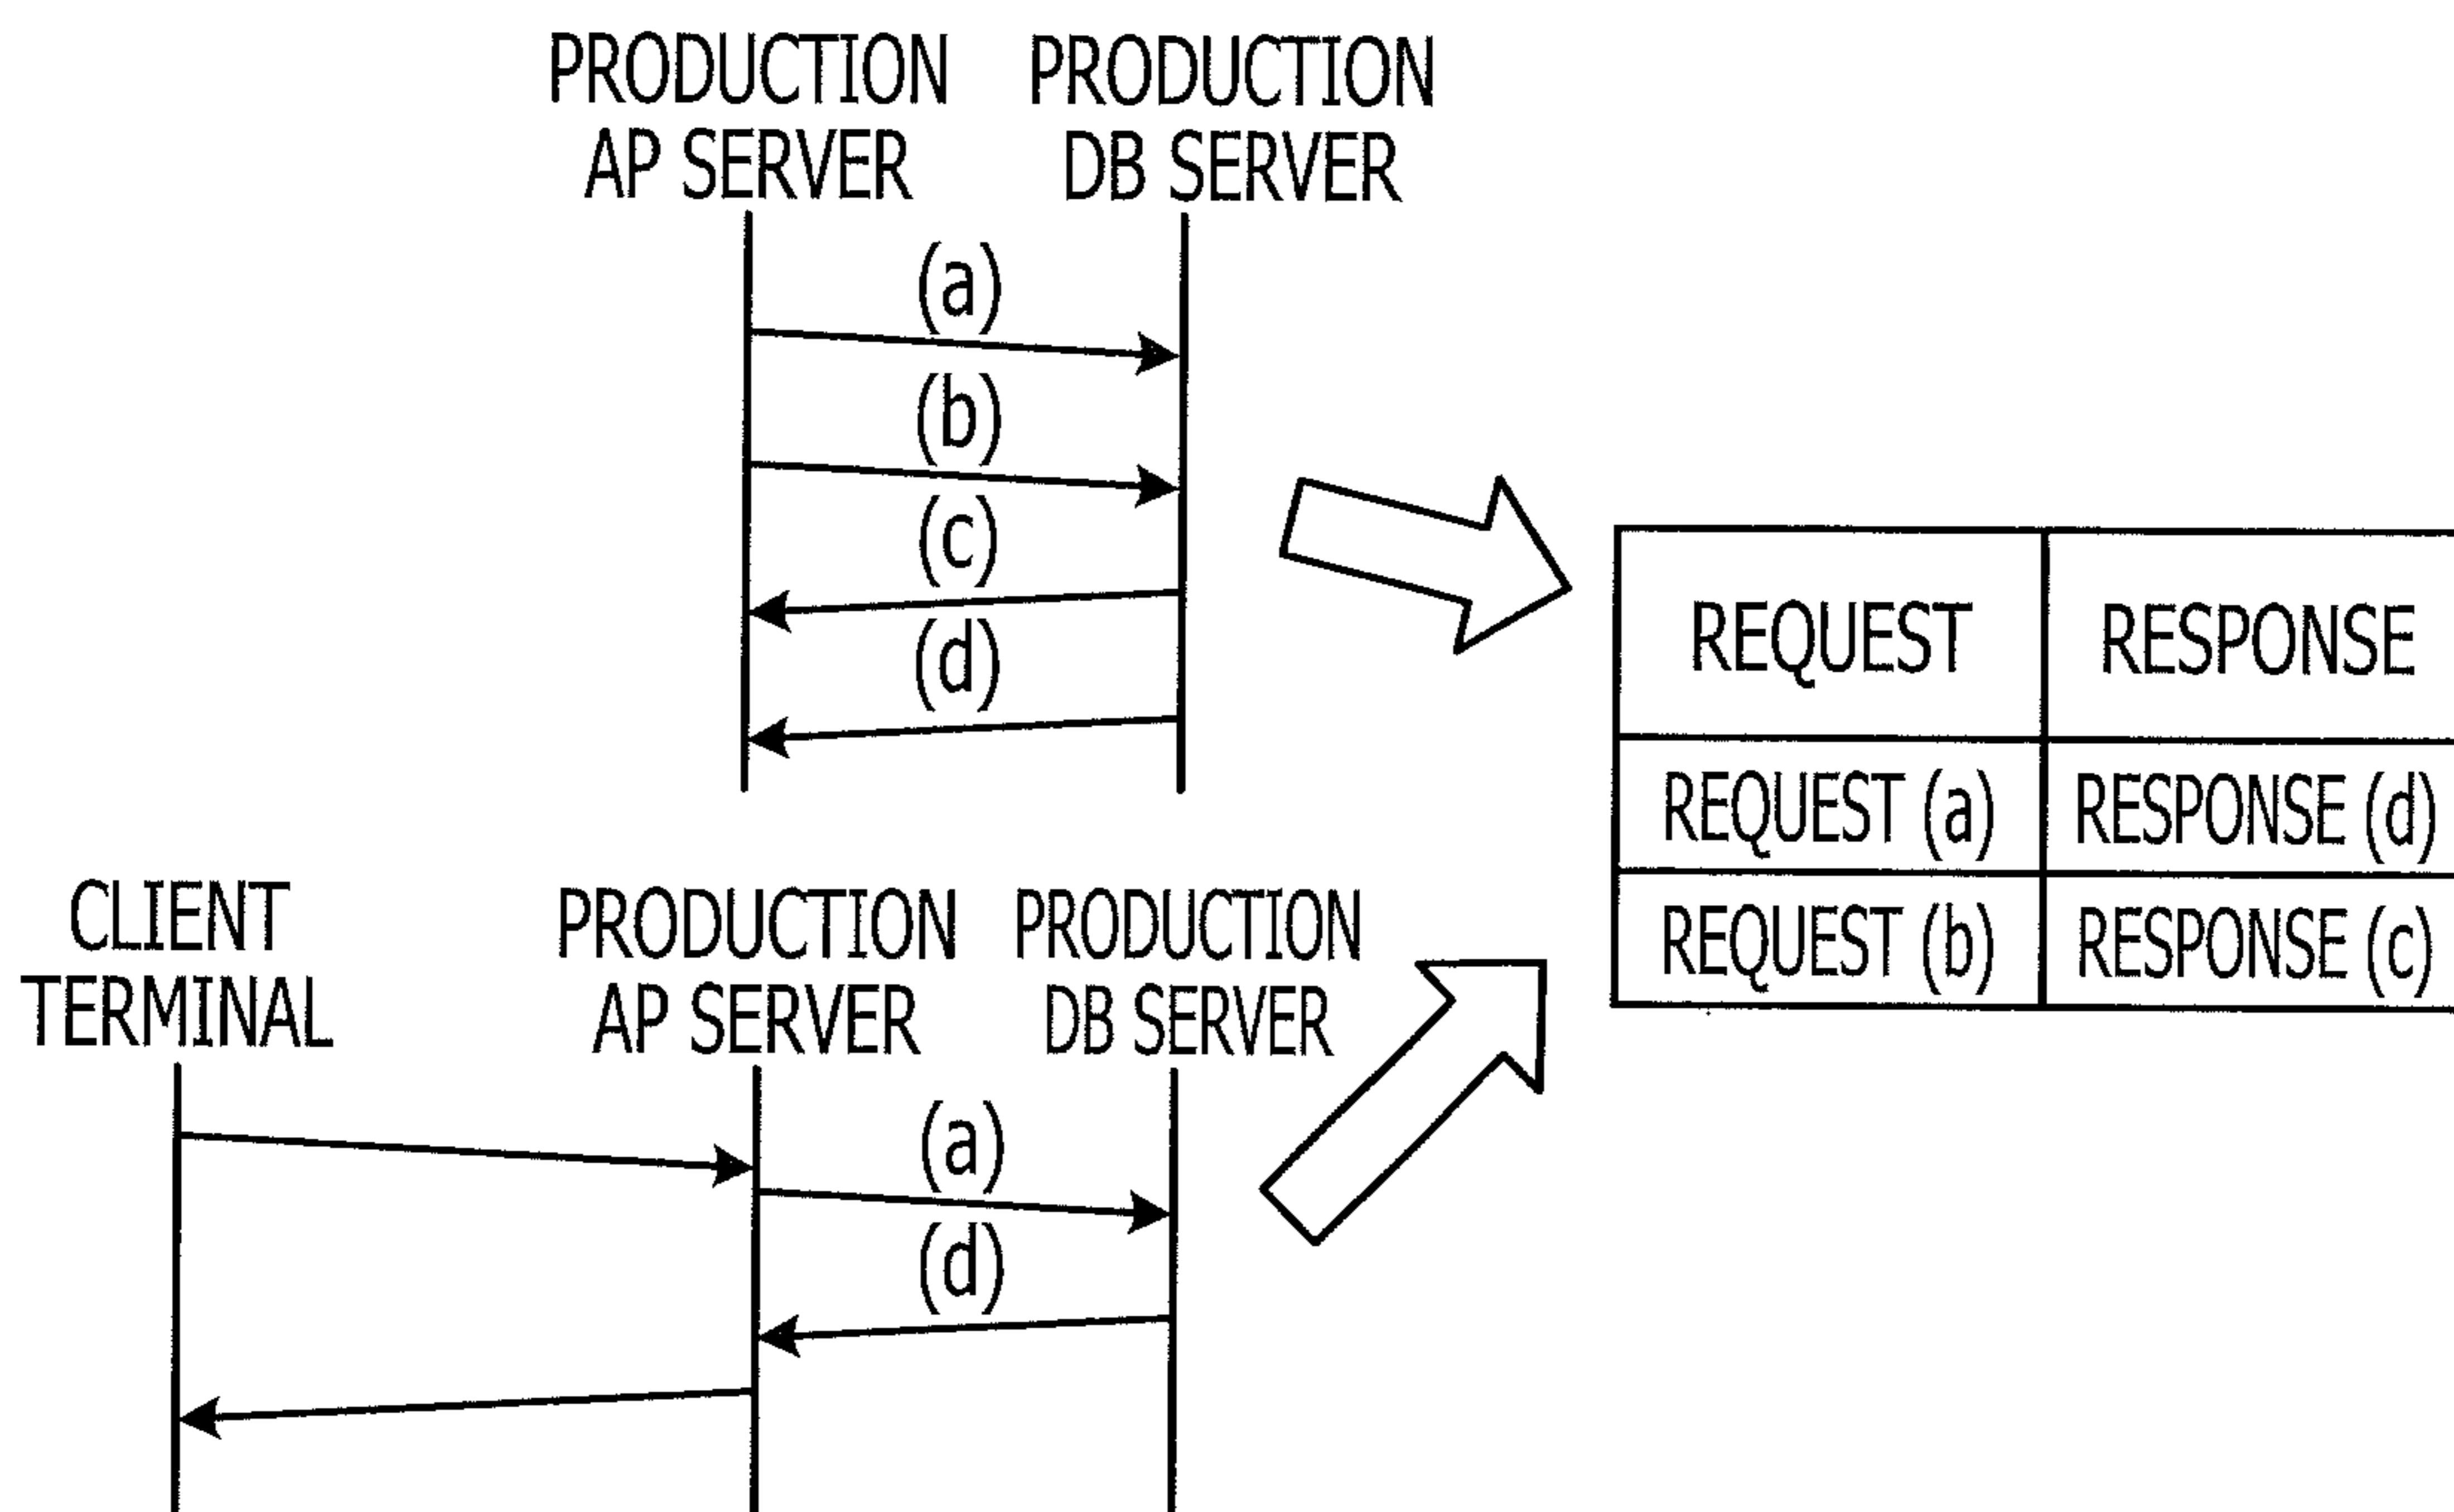 PRODUCTION
AP SERVER
PRODUCTION
DB SERVER
(a)
(b)
(c)
(d)
REQUEST
RESPONSE
REQUEST (a)
RESPONSE (d)
REQUEST (b)
RESPONSE (c)
CLIENT
TERMINAL
PRODUCTION
AP SERVER
PRODUCTION
DB SERVER
(a)
(d)